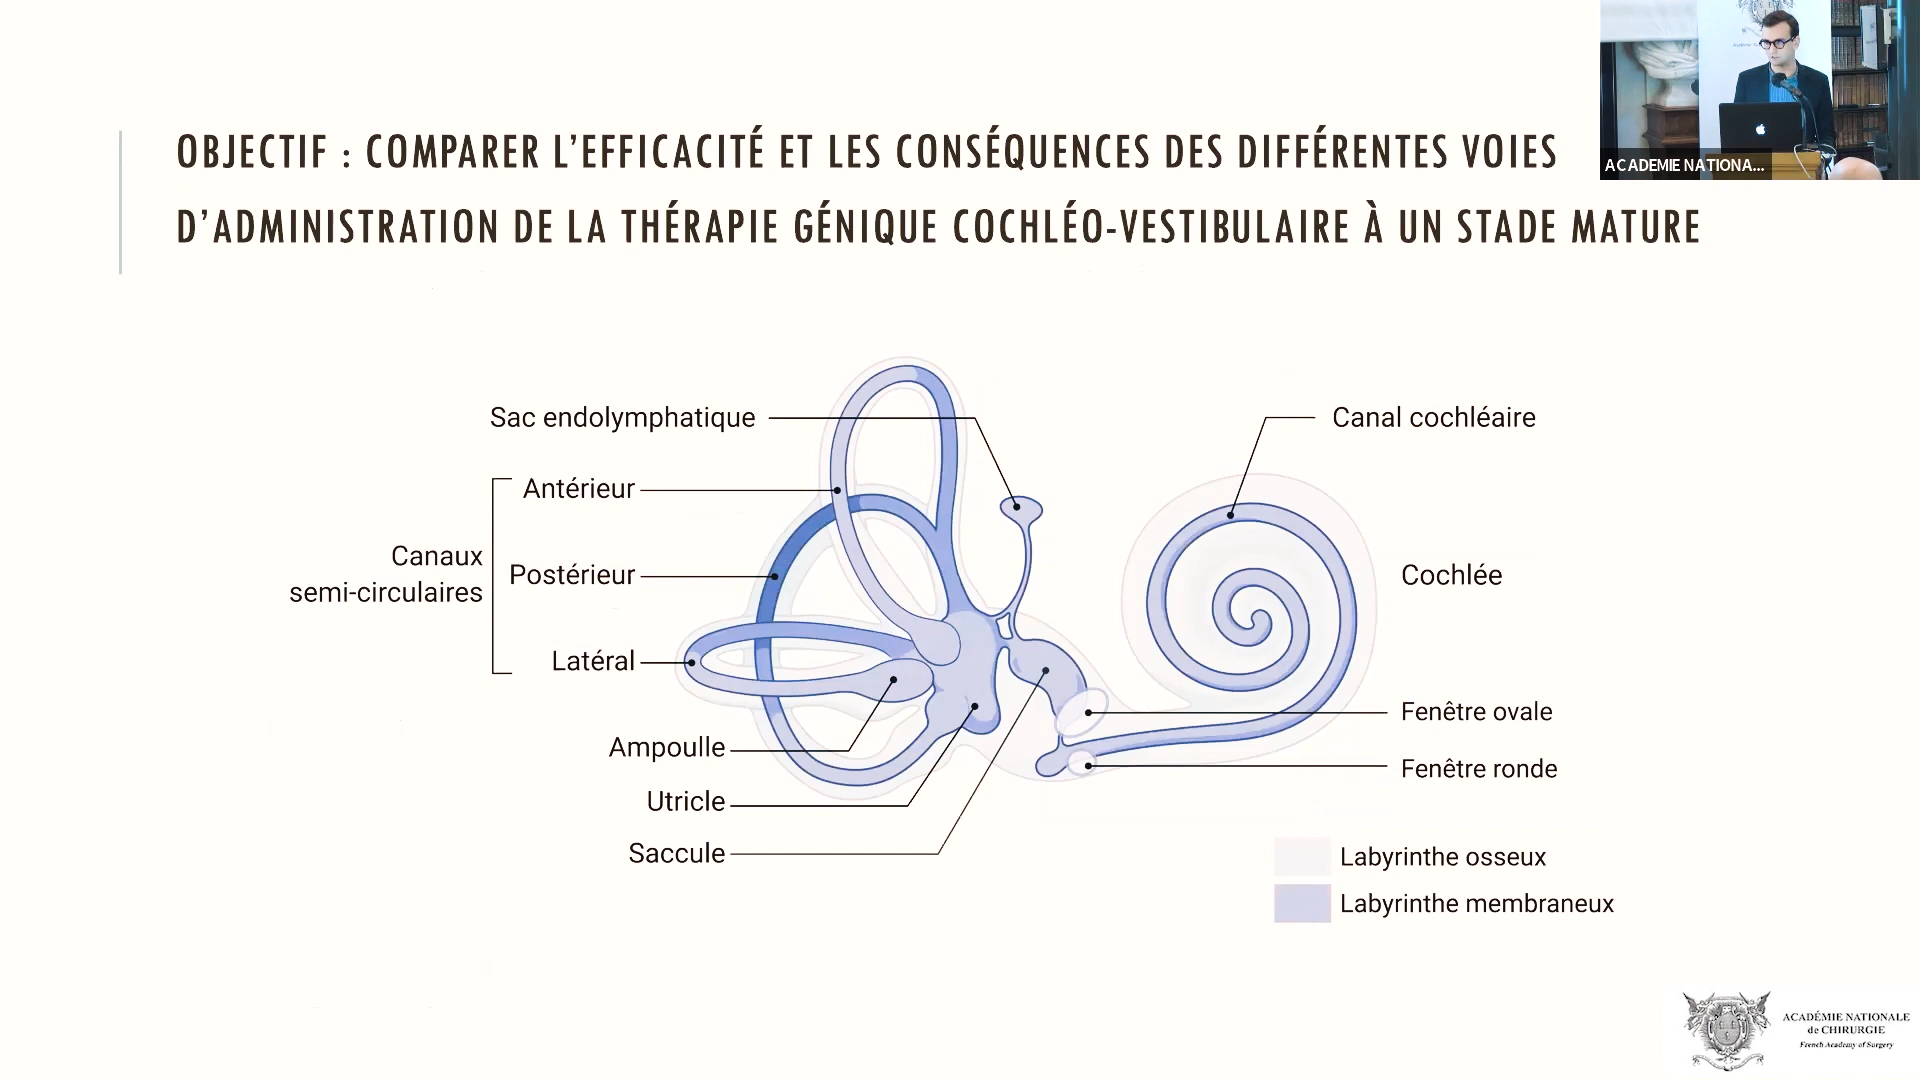 OBJECTIF : COMPARER L’EFFICACITÉ ET LES CONSÉQUENCES DES DIFFÉRENTES VOIES
D’ADMINISTRATION DE LA THÉRAPIE GÉNIQUE COCHLÉO-VESTIBULAIRE À UN STADE MATURE
ACADEMIE NATIONA...
Sac endolymphatique
Canal cochléaire
Antérieur
Canaux
semi-circulaires
Postérieur
Cochlée
Latéral
Fenêtre ovale
Ampoulle
Fenêtre ronde
Utricle
Saccule
Labyrinthe osseux
Labyrinthe membraneux
ACADÉMIE NATIONALE
de CHIRURGIE
French Academy of Surgery